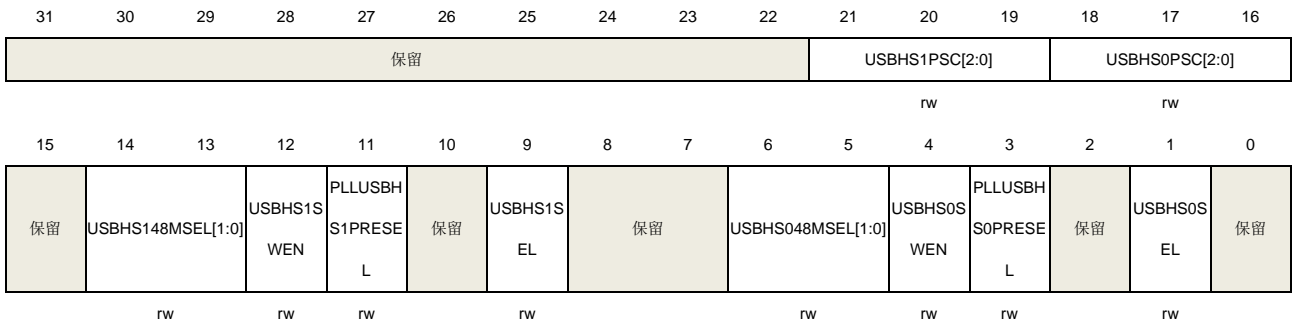 31 30 29 28 27 26 25 24 23 22 21 20 19 18 17 16
保留 USBHS1PSC[2:0] USBHS0PSC[2:0]
rw rw
15 14 13 12 11 10 9 8 7 6 5 4 3 2 1 0
保留
USBHS148MSEL[1:0]
USBHS1S
WEN
PLLUSBH
S1PRESE
L
保留
USBHS1S
EL
保留
USBHS048MSEL[1:0]
USBHS0S
WEN
PLLUSBH
S0PRESE
L
保留
USBHS0S
EL
保留
rw rw rw rw rw rw rw rw